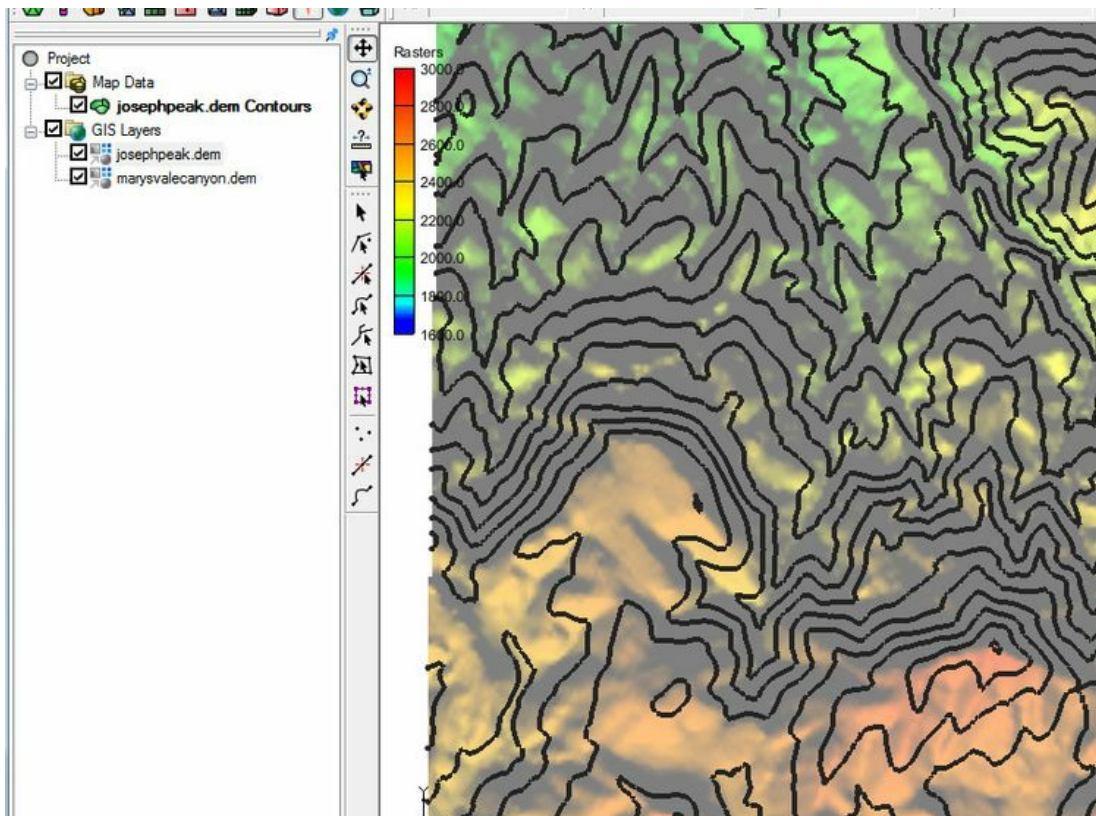 Project
Map Data
josephpeak.dem Contours
GIS Layers
josephpeak.dem
marysvalecanyon.dem
-?-
Rasters
3000.0
2800.0
2600.0
2400.0
2200.0
2000.0
1800.0
1600.0
Y